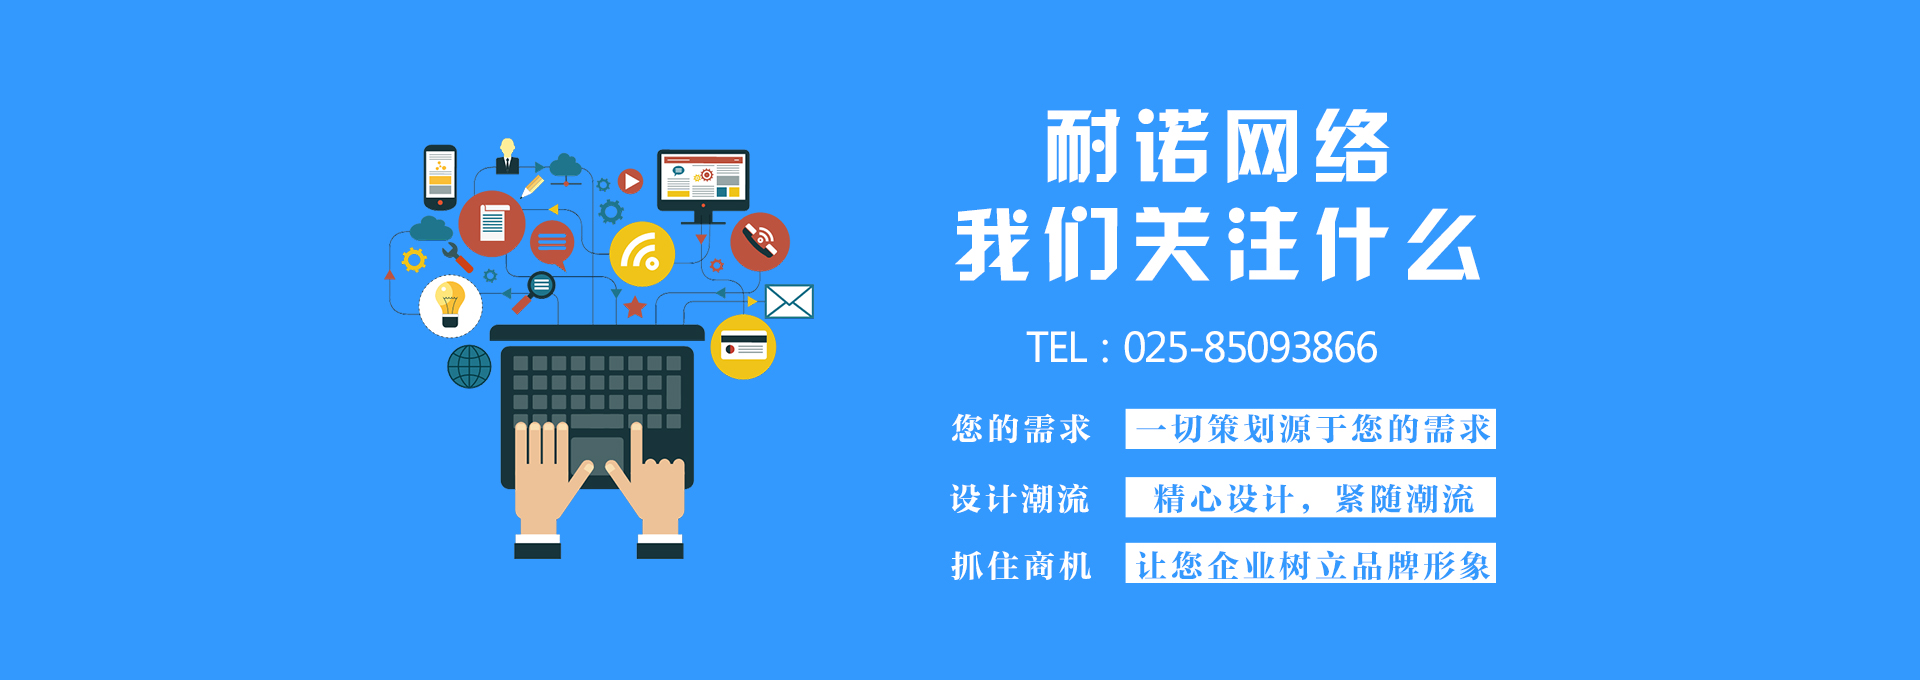 耐诺网络
我们关注什么
TEL：025-85093866
您的需求 一切策划源于您的需求
设计潮流 精心设计，紧随潮流
抓住商机 让您企业树立品牌形象